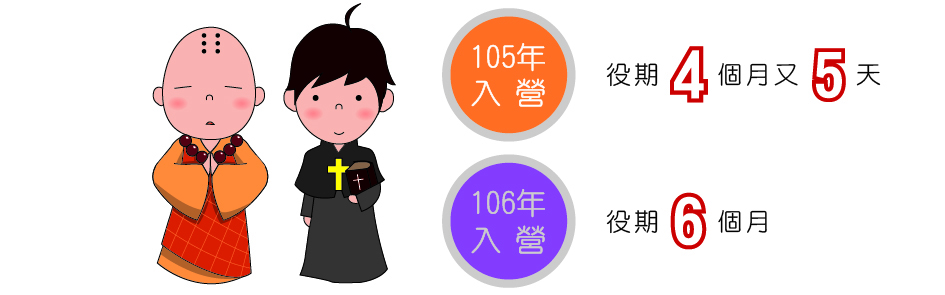 105年
入 營
役期 4 個月又 5 天
106年
入 營
役期 6 個月